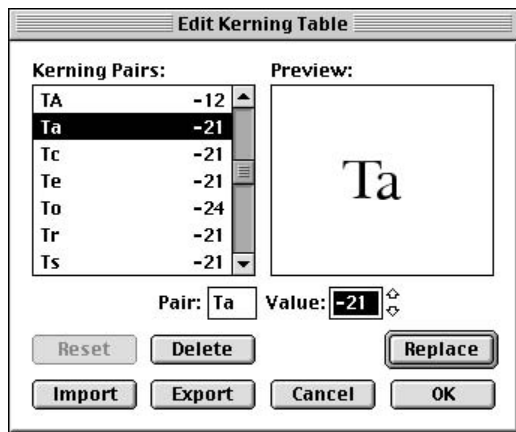 Edit Kerning Table
Kerning Pairs:
Preview:
TA -12
Ta -21
Tc -21
Te -21
To -24
Tr -21
Ts -21
Ta
Pair: Ta Value: -21
Reset Delete Replace
Import Export Cancel OK